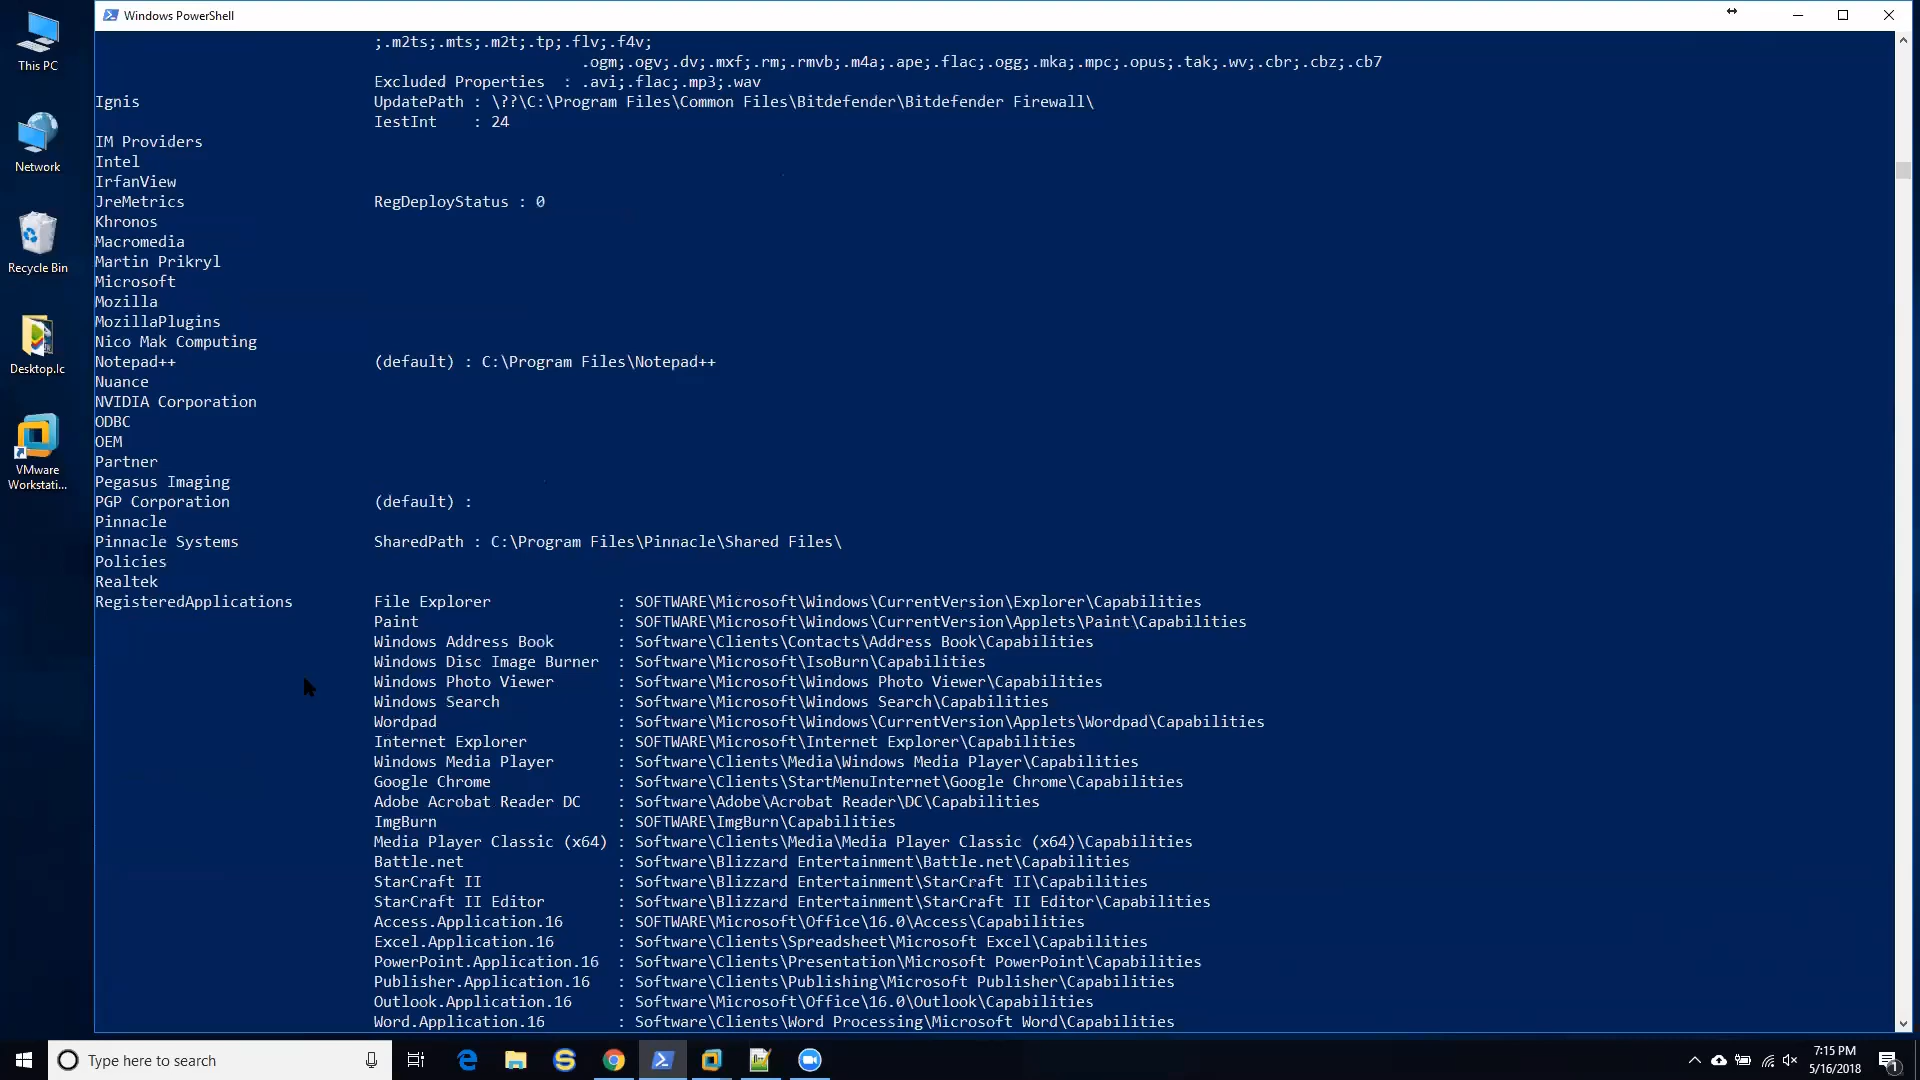 Windows PowerShell
This PC
Network
Recycle Bin
Desktop.lc
VMware
Workstati...
;.m2ts;.mts;.m2t;.tp;.flv;.f4v;
.ogm;.ogv;.dv;.mxf;.rm;.rmvb;.m4a;.ape;.flac;.ogg;.mka;.mpc;.opus;.tak;.wv;.cbr;.cbz;.cb7
Excluded Properties : .avi;.flac;.mp3;.wav
Ignis UpdatePath : \??\C:\Program Files\Common Files\Bitdefender\Bitdefender Firewall\
IestInt : 24
IM Providers
Intel
IrfanView
JreMetrics RegDeployStatus : 0
Khronos
Macromedia
Martin Prikryl
Microsoft
Mozilla
MozillaPlugins
Nico Mak Computing
Notepad++ (default) : C:\Program Files\Notepad++
Nuance
NVIDIA Corporation
ODBC
OEM
Partner
Pegasus Imaging
PGP Corporation (default) :
Pinnacle
Pinnacle Systems SharedPath : C:\Program Files\Pinnacle\Shared Files\
Policies
Realtek
RegisteredApplications File Explorer : SOFTWARE\Microsoft\Windows\CurrentVersion\Explorer\Capabilities
Paint : SOFTWARE\Microsoft\Windows\CurrentVersion\Applets\Paint\Capabilities
Windows Address Book : Software\Clients\Contacts\Address Book\Capabilities
Windows Disc Image Burner : Software\Microsoft\IsoBurn\Capabilities
Windows Photo Viewer : Software\Microsoft\Windows Photo Viewer\Capabilities
Windows Search : Software\Microsoft\Windows Search\Capabilities
Wordpad : Software\Microsoft\Windows\CurrentVersion\Applets\Wordpad\Capabilities
Internet Explorer : SOFTWARE\Microsoft\Internet Explorer\Capabilities
Windows Media Player : Software\Clients\Media\Windows Media Player\Capabilities
Google Chrome : Software\Clients\StartMenuInternet\Google Chrome\Capabilities
Adobe Acrobat Reader DC : Software\Adobe\Acrobat Reader\DC\Capabilities
ImgBurn : SOFTWARE\ImgBurn\Capabilities
Media Player Classic (x64) : Software\Clients\Media\Media Player Classic (x64)\Capabilities
Battle.net : Software\Blizzard Entertainment\Battle.net\Capabilities
StarCraft II : Software\Blizzard Entertainment\StarCraft II\Capabilities
StarCraft II Editor : Software\Blizzard Entertainment\StarCraft II Editor\Capabilities
Access.Application.16 : SOFTWARE\Microsoft\Office\16.0\Access\Capabilities
Excel.Application.16 : Software\Clients\Spreadsheet\Microsoft Excel\Capabilities
PowerPoint.Application.16 : Software\Clients\Presentation\Microsoft PowerPoint\Capabilities
Publisher.Application.16 : Software\Clients\Publishing\Microsoft Publisher\Capabilities
Outlook.Application.16 : Software\Microsoft\Office\16.0\Outlook\Capabilities
Word.Application.16 : Software\Clients\Word Processing\Microsoft Word\Capabilities
Type here to search
7:15 PM
5/16/2018
1